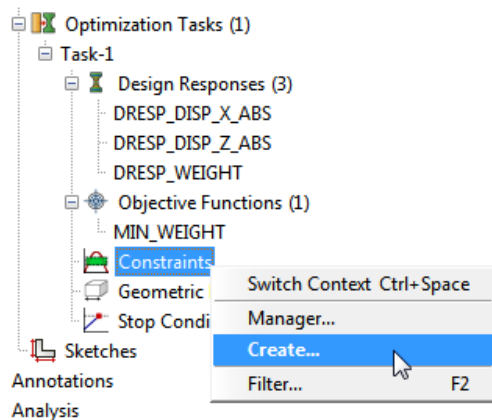 Optimization Tasks (1)
Task-1
Design Responses (3)
DRESP_DISP_X_ABS
DRESP_DISP_Z_ABS
DRESP_WEIGHT
Objective Functions (1)
MIN_WEIGHT
Constraints
Switch Context Ctrl+Space
Geometric
Manager...
Stop Condi
Create...
Sketches
Filter... F2
Annotations
Analysis